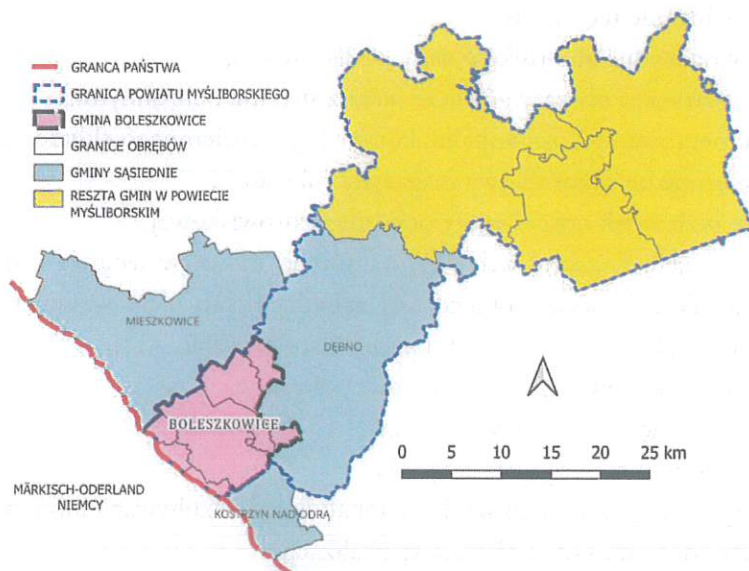 GRANCA PAŃSTWA
GRANICA POWIATU MYŚLIBORSKIEGO
GMINA BOLESZKOWICE
GRANICE OBRĘBÓW
GMINY SĄSIEDNIE
RESZTA GMIN W POWIECIE
MYŚLIBORSKIM
MIESZKOWICE
DĘBNO
BOLESZKOWICE
0 5 10 15 20 25 km
MÄRKISCH-ODERLAND
NIEMCY
KOSTRZYN NAD ODRĄ